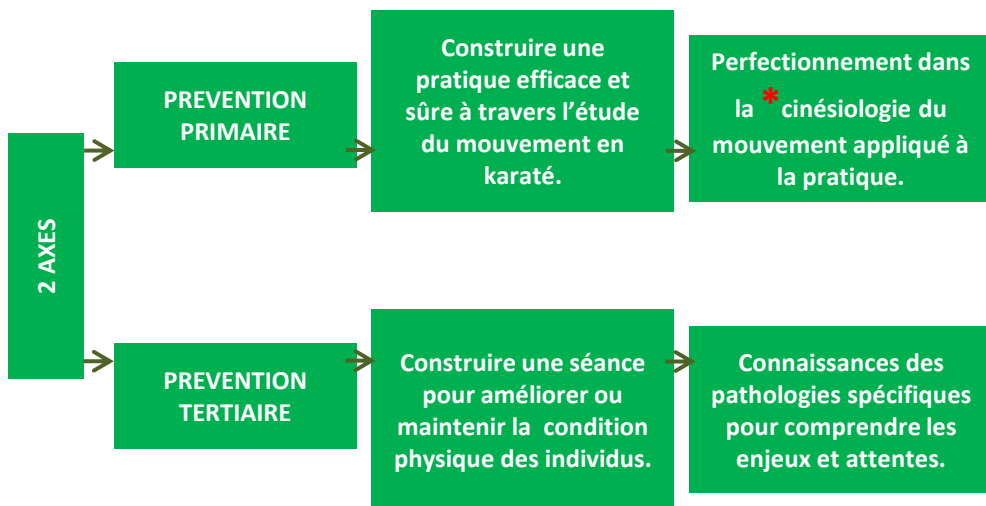 2 AXES
PREVENTION
PRIMAIRE
Construire une
pratique efficace et
sûre à travers l'étude
du mouvement en
karaté.
Perfectionnement dans
la *cinésiologie du
mouvement appliqué à
la pratique.
PREVENTION
TERTIAIRE
Construire une séance
pour améliorer ou
maintenir la condition
physique des individus.
Connaissances des
pathologies spécifiques
pour comprendre les
enjeux et attentes.